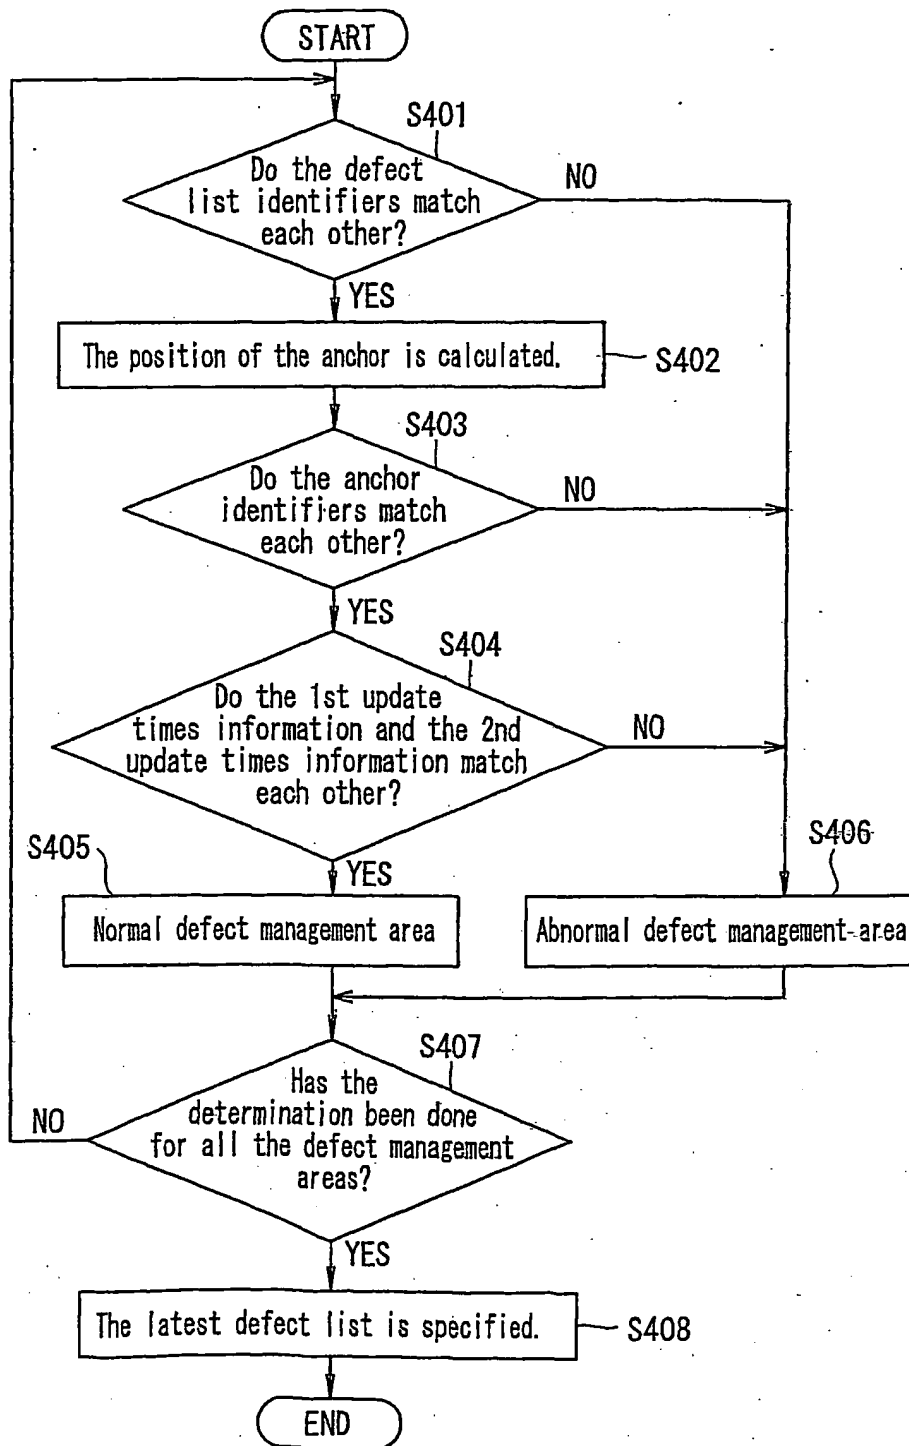 START
S401
Do the defect
list identifiers match
each other?
NO
YES
The position of the anchor is calculated.
S402
S403
Do the anchor
identifiers match
each other?
NO
YES
S404
Do the 1st update
times information and the 2nd
update times information match
each other?
NO
YES
S405
Normal defect management area
S406
Abnormal defect management area
S407
Has the
determination been done
for all the defect management
areas?
NO
YES
The latest defect list is specified.
S408
END